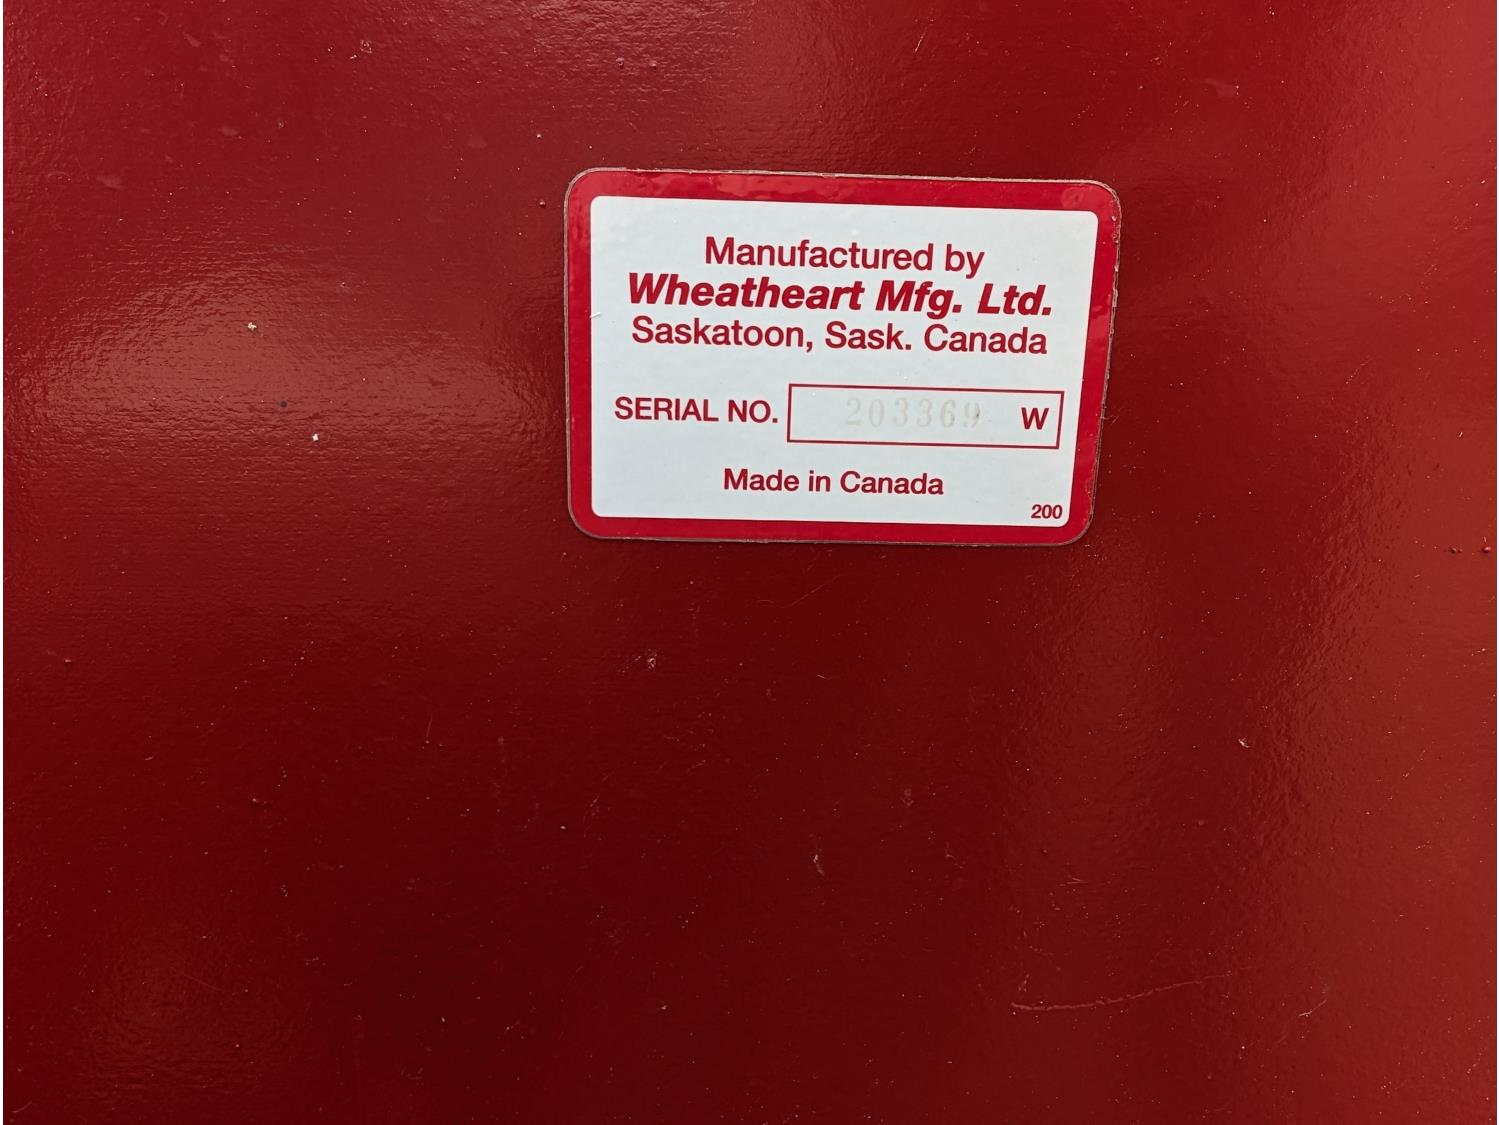 Manufactured by
Wheatheart Mfg. Ltd.
Saskatoon, Sask. Canada
SERIAL NO. 203369 W
Made in Canada
200